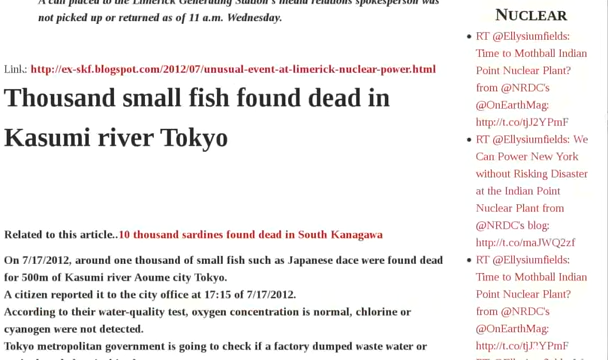 A call placed to the Limerick Generating Station's media relations spokesperson was
not picked up or returned as of 11 a.m. Wednesday.
Link: http://ex-skf.blogspot.com/2012/07/unusual-event-at-limerick-nuclear-power.html
Thousand small fish found dead in
Kasumi river Tokyo
Related to this article..10 thousand sardines found dead in South Kanagawa
On 7/17/2012, around one thousand of small fish such as Japanese dace were found dead
for 500m of Kasumi river Aoume city Tokyo.
A citizen reported it to the city office at 17:15 of 7/17/2012.
According to their water-quality test, oxygen concentration is normal, chlorine or
cyanogen were not detected.
Tokyo metropolitan government is going to check if a factory dumped waste water or
NUCLEAR
RT @Ellysiumfields:
Time to Mothball Indian
Point Nuclear Plant?
from @NRDC's
@OnEarthMag:
http://t.co/tjJ2YPmF
RT @Ellysiumfields: We
Can Power New York
without Risking Disaster
at the Indian Point
Nuclear Plant from
@NRDC's blog:
http://t.co/maJWQ2zf
RT @Ellysiumfields:
Time to Mothball Indian
Point Nuclear Plant?
from @NRDC's
@OnEarthMag:
http://t.co/tjJ2YPmF